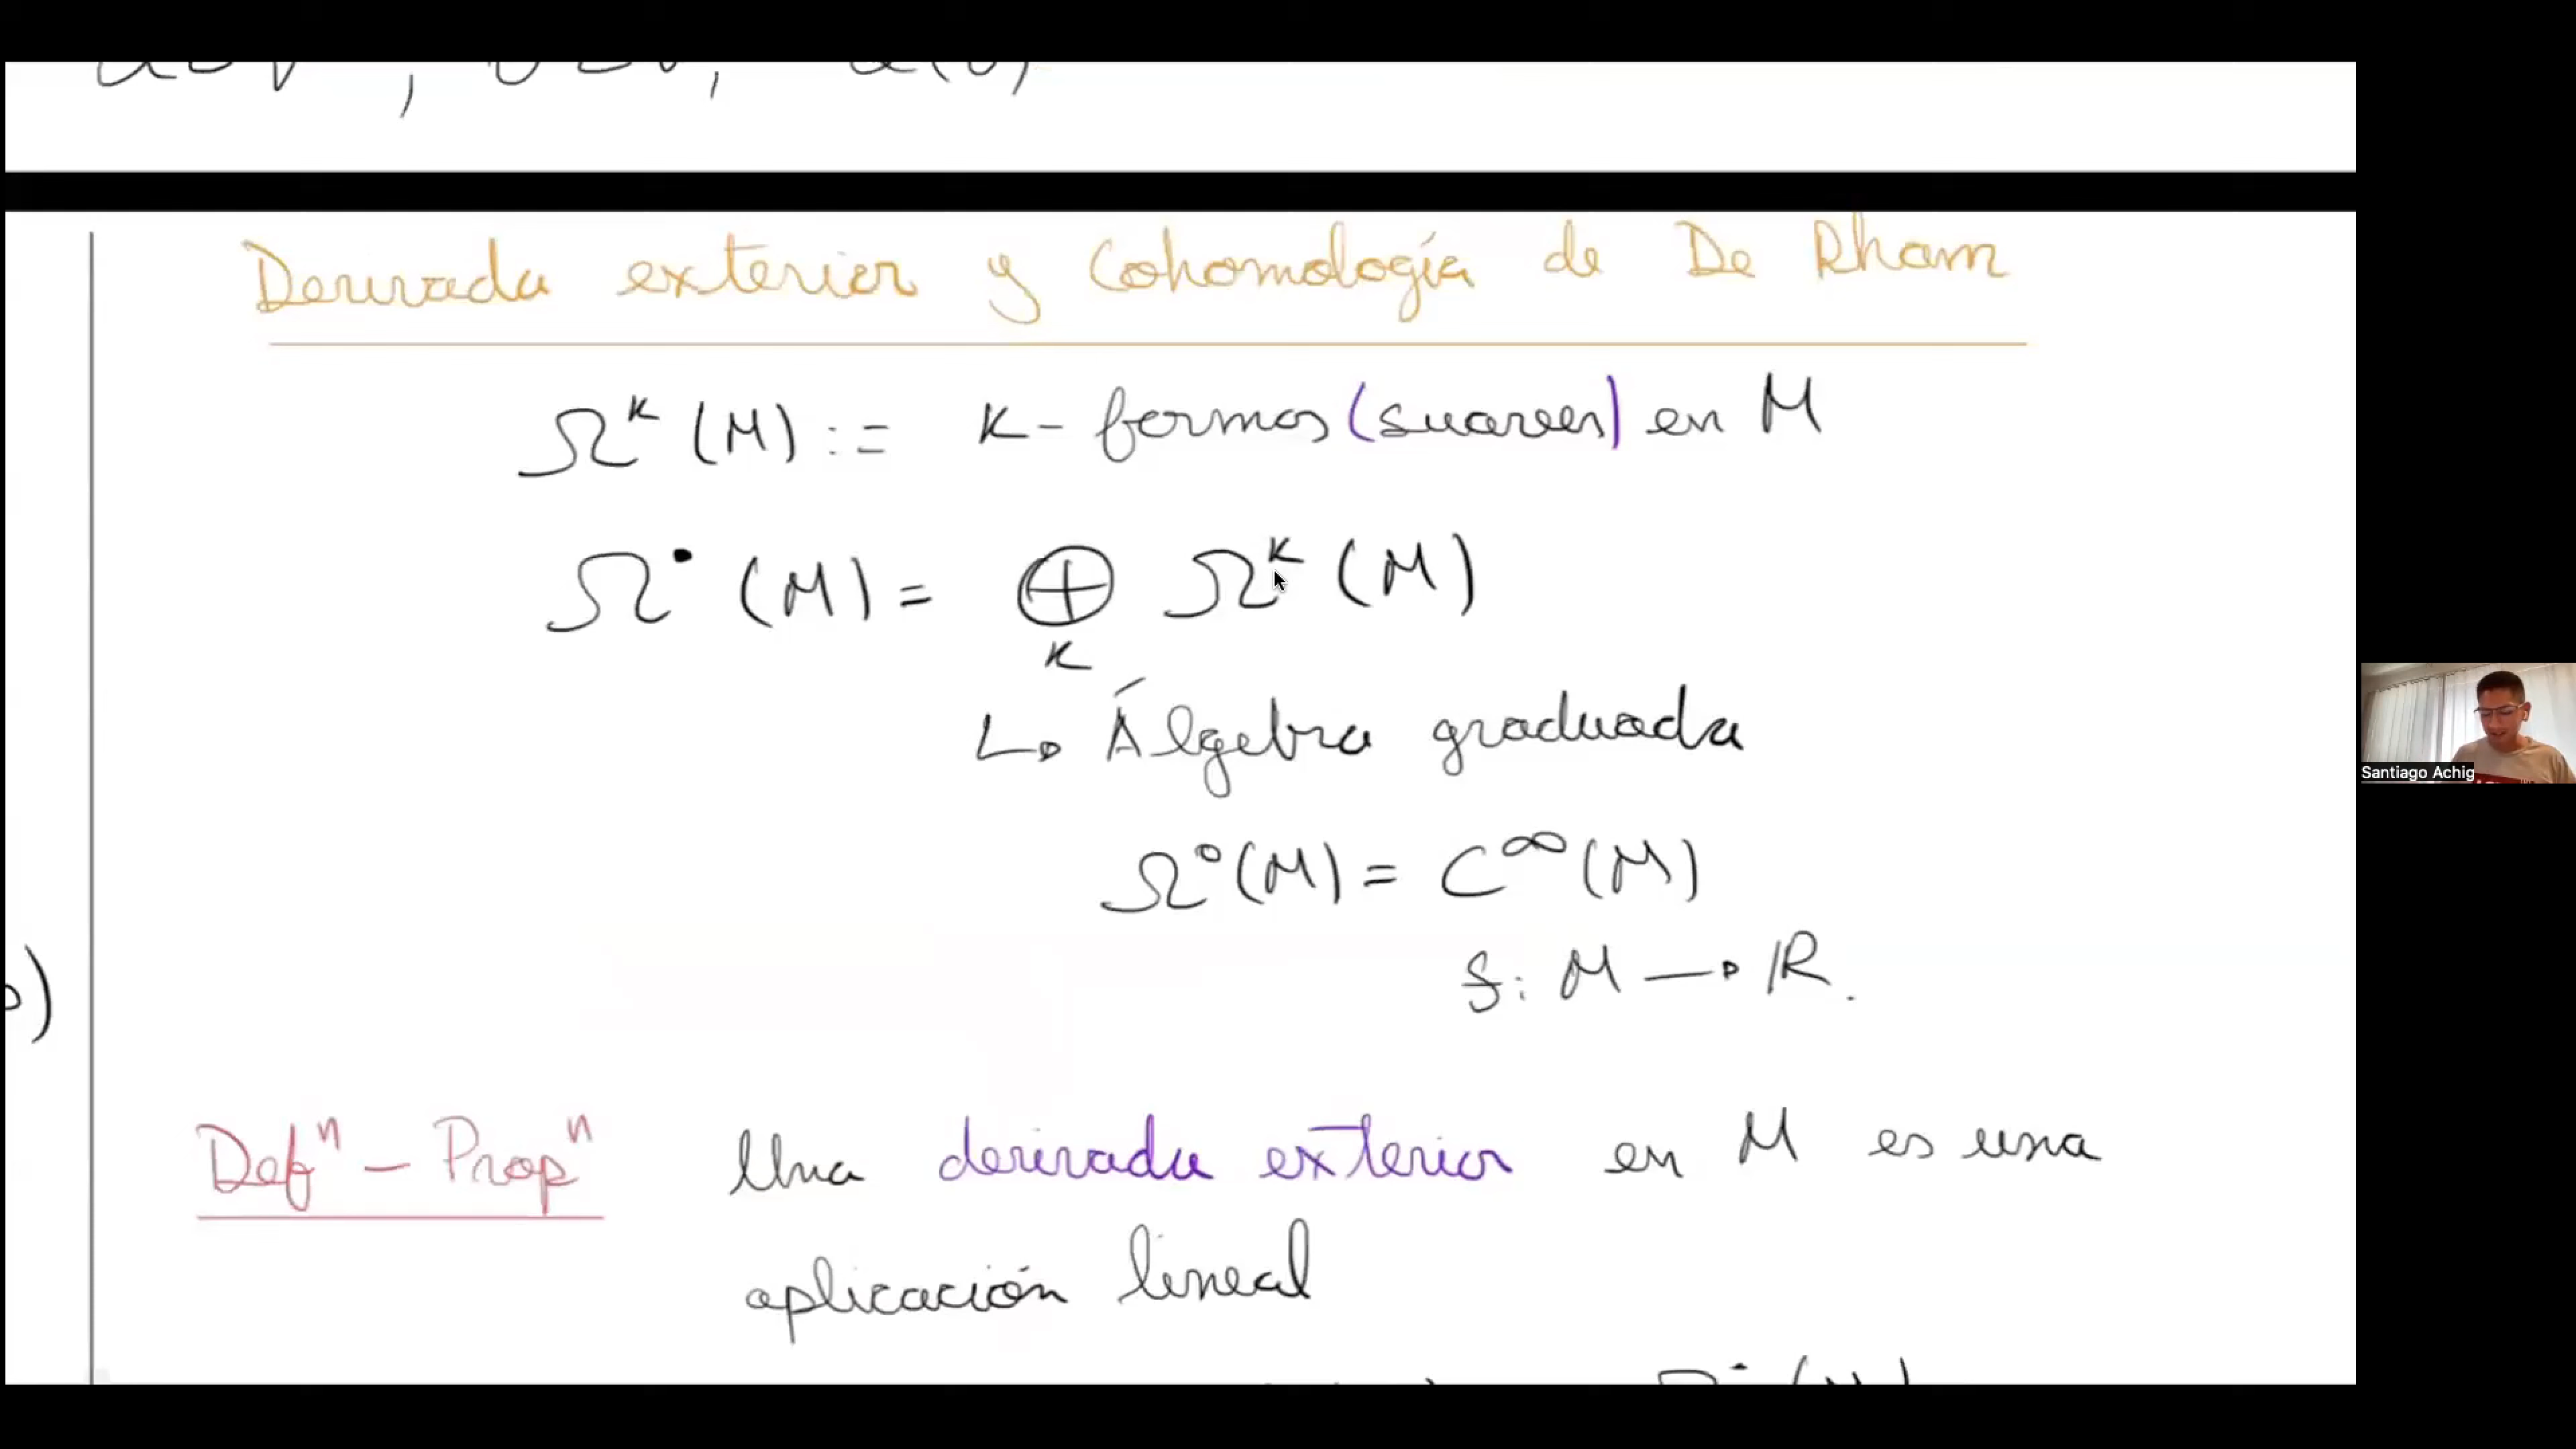 Derivada exterior y Cohomología de De Rham
Ω^k (M) := k - formas (suaves) en M
Ω^• (M) = ⊕_k Ω^k (M)
↳ Álgebra graduada
Ω^0 (M) = C^∞ (M)
f: M → ℝ.
Def^n - Prop^n Una derivada exterior en M es una
aplicación lineal
Santiago Achig